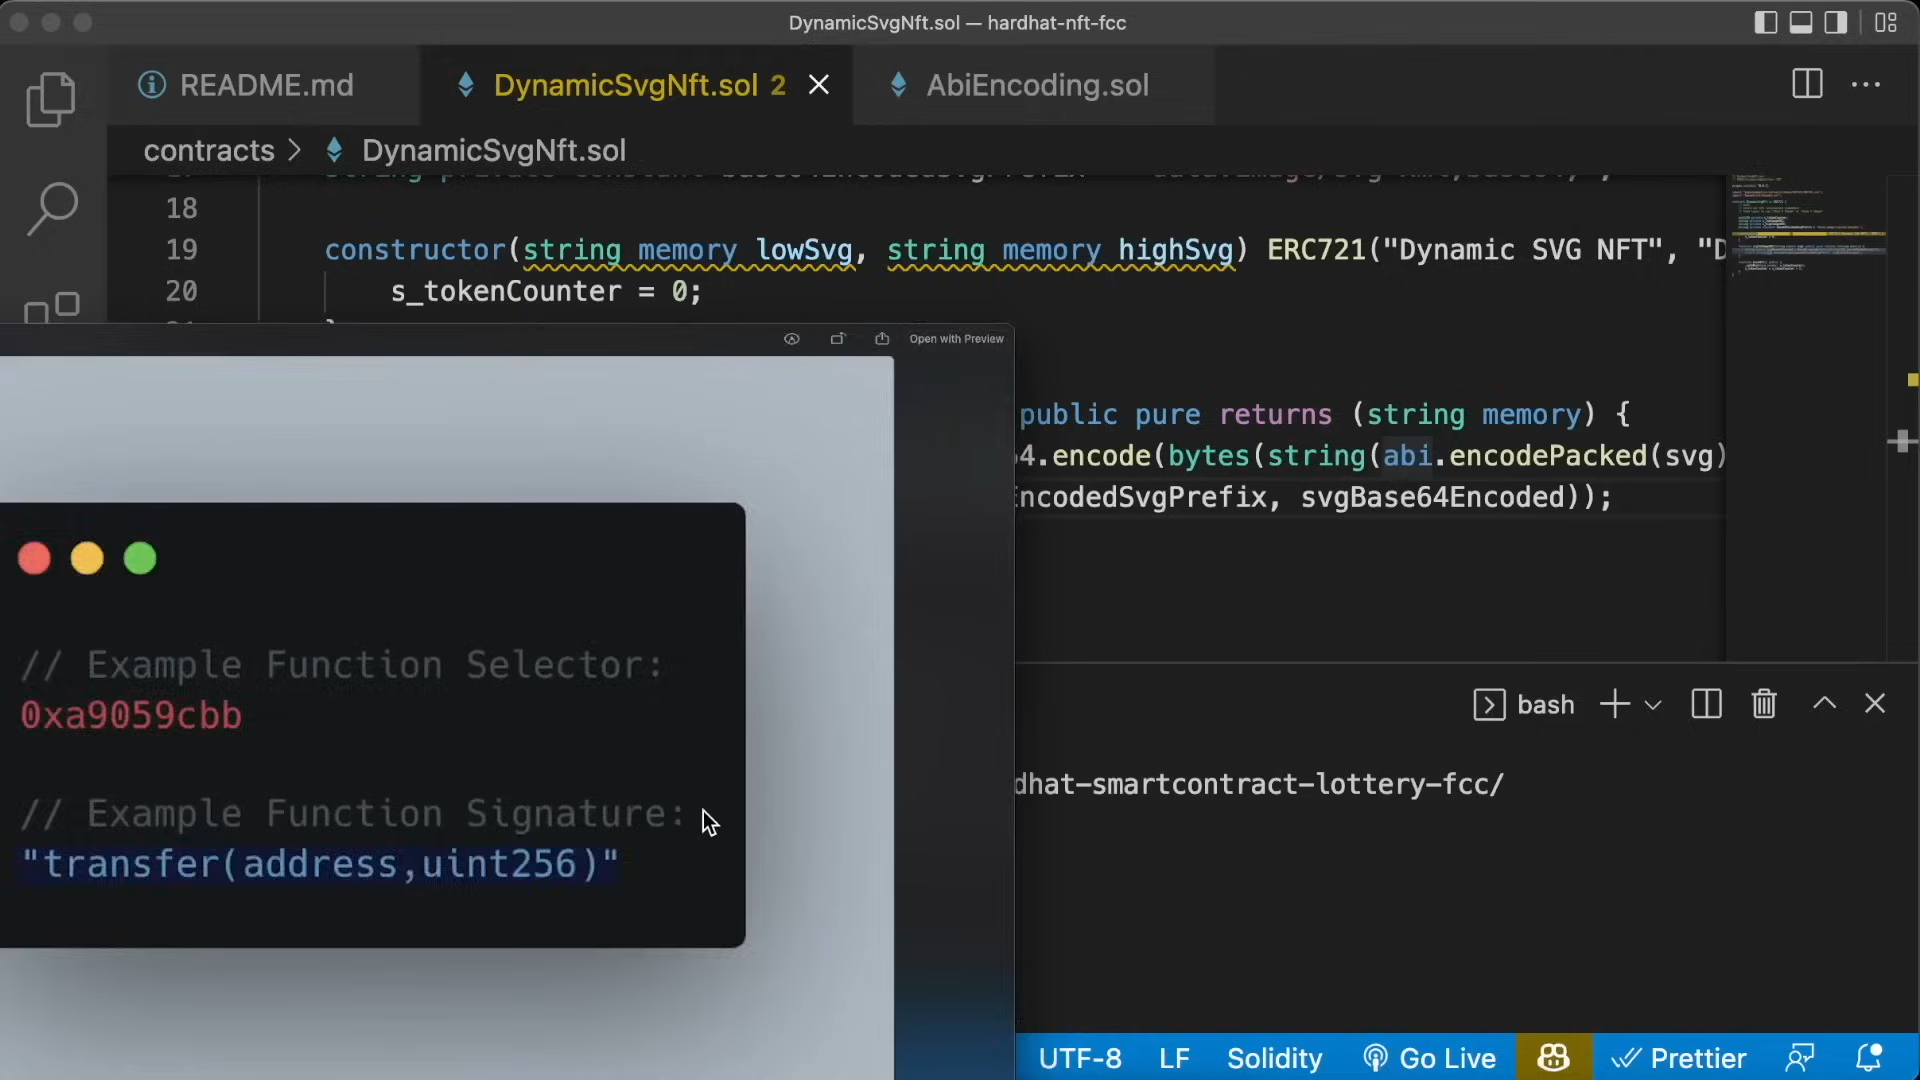 DynamicSvgNft.sol — hardhat-nft-fcc
README.md
DynamicSvgNft.sol 2
AbiEncoding.sol
contracts > DynamicSvgNft.sol
18
19 constructor(string memory lowSvg, string memory highSvg) ERC721("Dynamic SVG NFT", "D
20 s_tokenCounter = 0;
Open with Preview
public pure returns (string memory) {
4.encode(bytes(string(abi.encodePacked(svg)
EncodedSvgPrefix, svgBase64Encoded));
// Example Function Selector:
0xa9059cbb
// Example Function Signature:
"transfer(address,uint256)"
bash
dhat-smartcontract-lottery-fcc/
UTF-8 LF Solidity Go Live Prettier